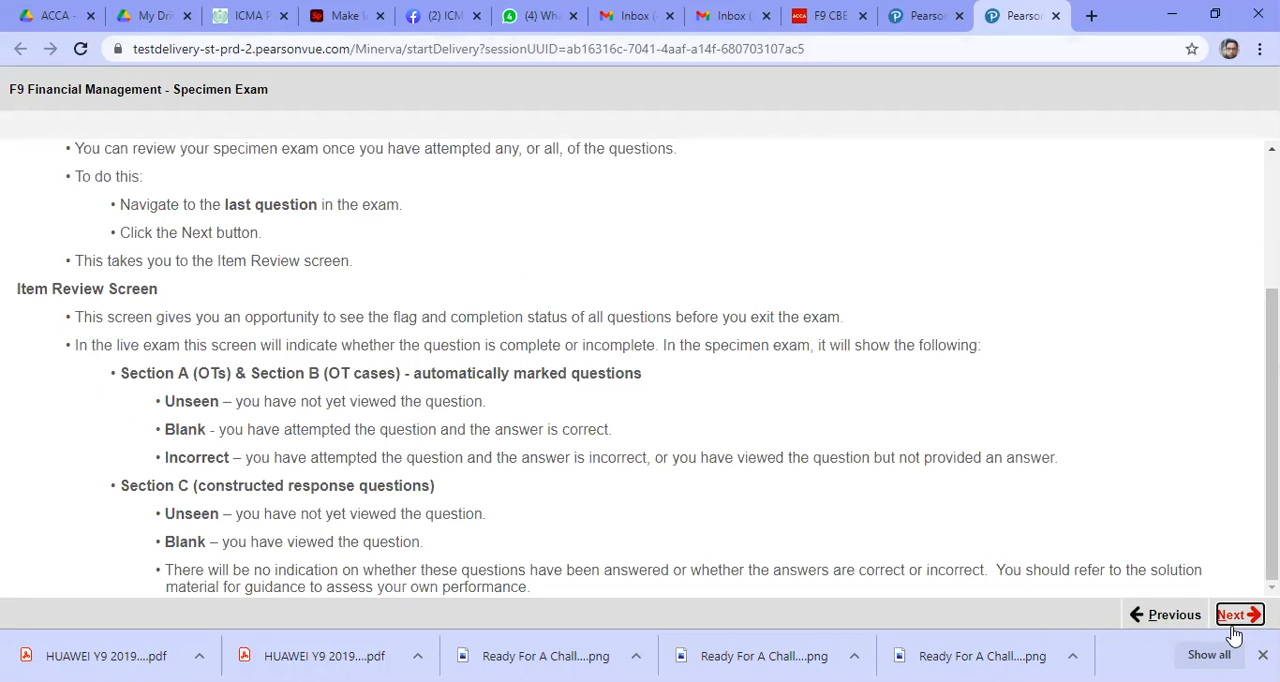 ACCA -
My Dri
ICMA F
Make I
(2) ICM
(4) Wha
Inbox (
Inbox (
F9 CBE
Pearson
Pearson
testdelivery-st-prd-2.pearsonvue.com/Minerva/startDelivery?sessionUUID=ab16316c-7041-4aaf-a14f-680703107ac5
F9 Financial Management - Specimen Exam
• You can review your specimen exam once you have attempted any, or all, of the questions.
• To do this:
• Navigate to the last question in the exam.
• Click the Next button.
• This takes you to the Item Review screen.
Item Review Screen
• This screen gives you an opportunity to see the flag and completion status of all questions before you exit the exam.
• In the live exam this screen will indicate whether the question is complete or incomplete. In the specimen exam, it will show the following:
• Section A (OTs) & Section B (OT cases) - automatically marked questions
• Unseen – you have not yet viewed the question.
• Blank - you have attempted the question and the answer is correct.
• Incorrect – you have attempted the question and the answer is incorrect, or you have viewed the question but not provided an answer.
• Section C (constructed response questions)
• Unseen – you have not yet viewed the question.
• Blank – you have viewed the question.
• There will be no indication on whether these questions have been answered or whether the answers are correct or incorrect. You should refer to the solution
material for guidance to assess your own performance.
Previous
Next
HUAWEI Y9 2019....pdf
HUAWEI Y9 2019....pdf
Ready For A Chall....png
Ready For A Chall....png
Ready For A Chall....png
Show all